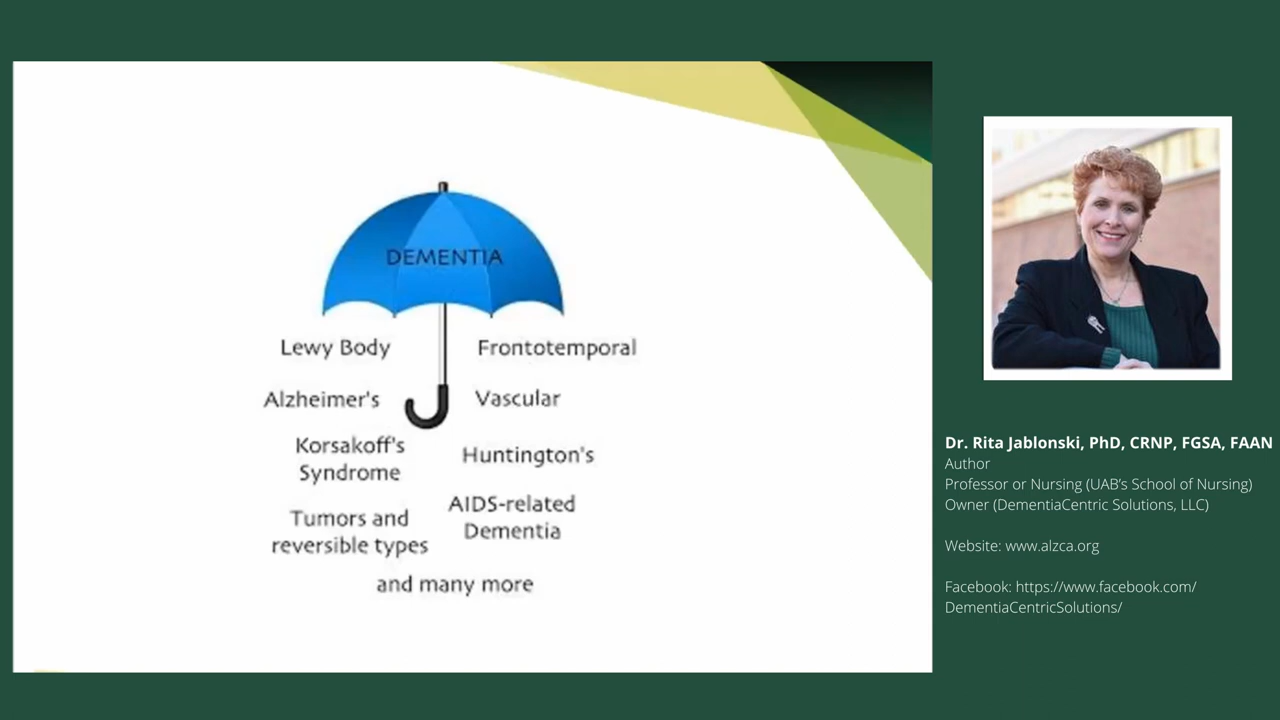 DEMENTIA
Lewy Body
Frontotemporal
Alzheimer's
Vascular
Korsakoff's
Syndrome
Huntington's
Tumors and
reversible types
AIDS-related
Dementia
and many more
Dr. Rita Jablonski, PhD, CRNP, FGSA, FAAN
Author
Professor or Nursing (UAB’s School of Nursing)
Owner (DementiaCentric Solutions, LLC)
Website: www.alzca.org
Facebook: https://www.facebook.com/
DementiaCentricSolutions/